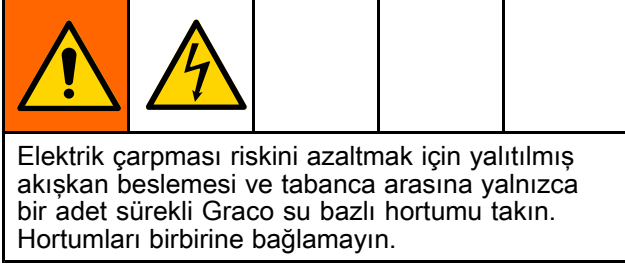 Elektrik çarpması riskini azaltmak için yalıtılmış
akışkan beslemesi ve tabanca arasına yalnızca
bir adet sürekli Graco su bazlı hortumu takın.
Hortumları birbirine bağlamayın.